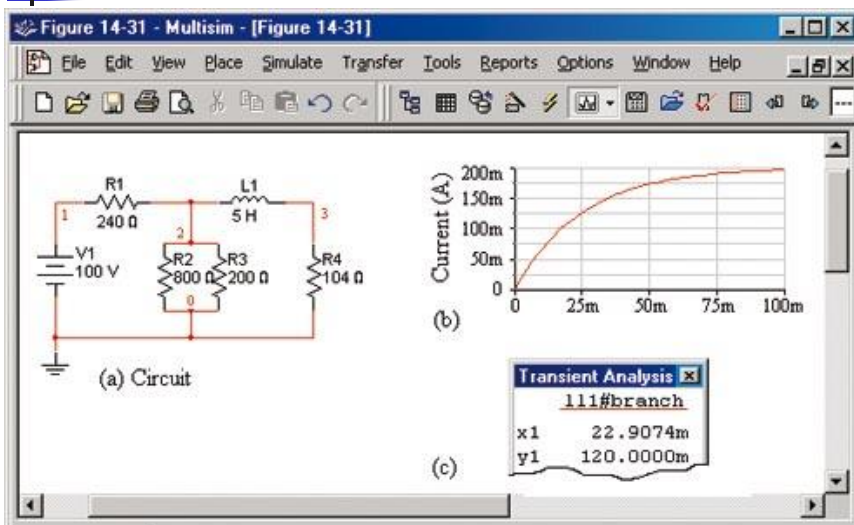 Figure 14-31 - Multisim - [Figure 14-31]
File Edit View Place Simulate Transfer Tools Reports Options Window Help
R1
240 Ω
L1
5 H
1
2
3
V1
100 V
R2
800 Ω
R3
200 Ω
R4
104 Ω
0
(a) Circuit
Current (A)
200m
150m
100m
50m
0
0 25m 50m 75m 100m
(b)
Transient Analysis
ll1#branch
x1 22.9074m
y1 120.0000m
(c)